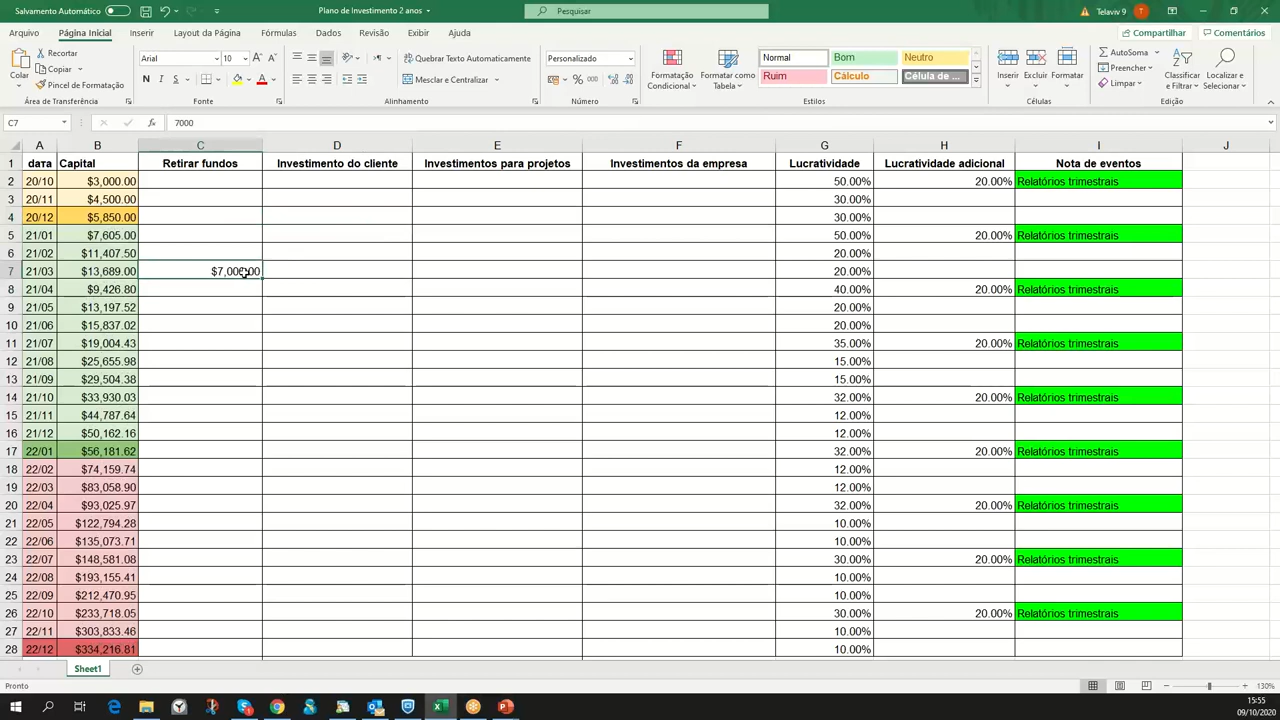 Salvamento Automático Plano de Investimento 2 anos Pesquisar Telaviv 9 T
Arquivo Página Inicial Inserir Layout da Página Fórmulas Dados Revisão Exibir Ajuda Compartilhar Comentários
Colar Recortar Copiar Pincel de Formatação Área de Transferência
Arial 10 N I S A Fonte
Quebrar Texto Automaticamente Mesclar e Centralizar Alinhamento
Personalizado % 000 Número
Formatação Condicional Formatar como Tabela Normal Bom Neutro Ruim Cálculo Célula de ... Estilos
Inserir Excluir Formatar Células
AutoSoma Preencher Limpar Classificar e Filtrar Localizar e Selecionar Edição
C7 fx 7000
A B C D E F G H I J
1 дата Capital Retirar fundos Investimento do cliente Investimentos para projetos Investimentos da empresa Lucratividade Lucratividade adicional Nota de eventos
2 20/10 $3,000.00 50.00% 20.00% Relatórios trimestrais
3 20/11 $4,500.00 30.00%
4 20/12 $5,850.00 30.00%
5 21/01 $7,605.00 50.00% 20.00% Relatórios trimestrais
6 21/02 $11,407.50 20.00%
7 21/03 $13,689.00 $7,000.00 20.00%
8 21/04 $9,426.80 40.00% 20.00% Relatórios trimestrais
9 21/05 $13,197.52 20.00%
10 21/06 $15,837.02 20.00%
11 21/07 $19,004.43 35.00% 20.00% Relatórios trimestrais
12 21/08 $25,655.98 15.00%
13 21/09 $29,504.38 15.00%
14 21/10 $33,930.03 32.00% 20.00% Relatórios trimestrais
15 21/11 $44,787.64 12.00%
16 21/12 $50,162.16 12.00%
17 22/01 $56,181.62 32.00% 20.00% Relatórios trimestrais
18 22/02 $74,159.74 12.00%
19 22/03 $83,058.90 12.00%
20 22/04 $93,025.97 32.00% 20.00% Relatórios trimestrais
21 22/05 $122,794.28 10.00%
22 22/06 $135,073.71 10.00%
23 22/07 $148,581.08 30.00% 20.00% Relatórios trimestrais
24 22/08 $193,155.41 10.00%
25 22/09 $212,470.95 10.00%
26 22/10 $233,718.05 30.00% 20.00% Relatórios trimestrais
27 22/11 $303,833.46 10.00%
28 22/12 $334,216.81 10.00%
Sheet1
Pronto 130%
15:55
09/10/2020